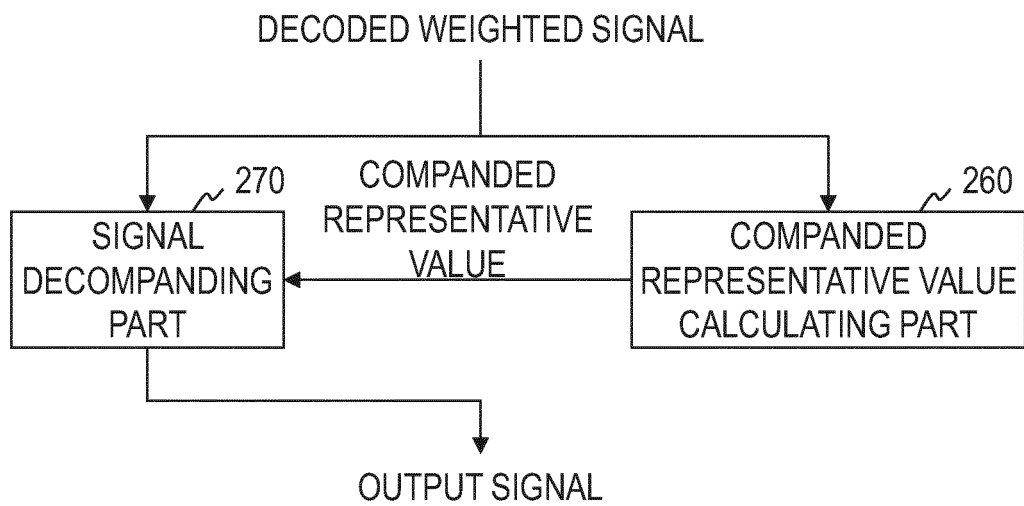 DECODED WEIGHTED SIGNAL
270
COMPANDED
REPRESENTATIVE
VALUE
260
SIGNAL
DECOMPANDING
PART
COMPANDED
REPRESENTATIVE VALUE
CALCULATING PART
OUTPUT SIGNAL